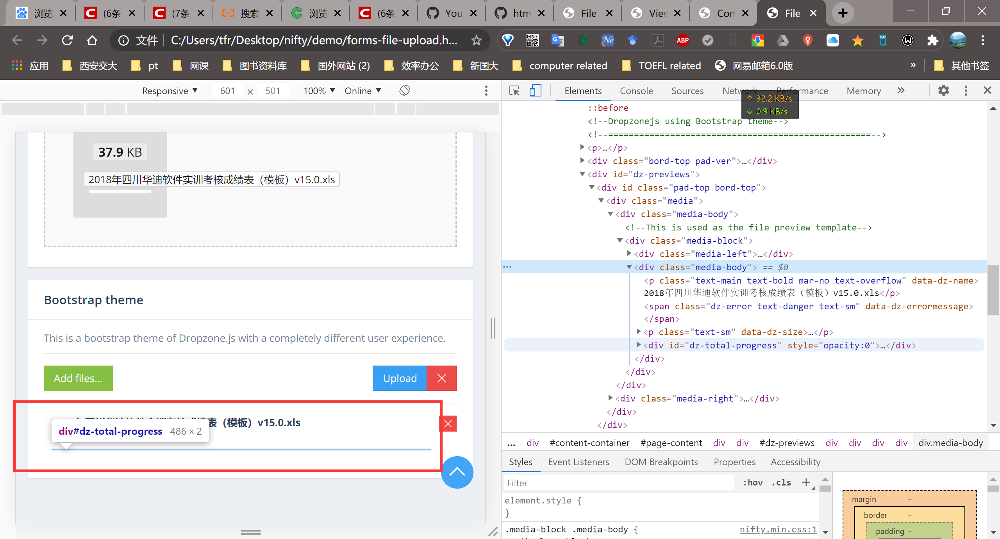 浏览
(6条
(7条
搜索
浏览
(6条
You
htm
File
View
Con
File
文件
C:/Users/tfr/Desktop/nifty/demo/forms-file-upload.h...
ABP
应用
西安交大
pt
网课
图书资料库
国外网站 (2)
效率办公
新国大
computer related
TOEFL related
网易邮箱6.0版
»
其他书签
Responsive
601 × 501
100%
Online
Elements
Console
Sources
Network
Performance
Memory
»
↑ 32.2 KB/s
↓ 0.9 KB/s
37.9 KB
2018年四川华迪软件实训考核成绩表（模板）v15.0.xls
Bootstrap theme
This is a bootstrap theme of Dropzone.js with a completely different user experience.
Add files...
Upload
表（模板）v15.0.xls
div#dz-total-progress 486 × 2
::before
<!--Dropzonejs using Bootstrap theme-->
<!--===================================================-->
<p>…</p>
<div class="bord-top pad-ver">…</div>
<div id="dz-previews">
<div id class="pad-top bord-top">
<div class="media">
<div class="media-body">
<!--This is used as the file preview template-->
<div class="media-block">
<div class="media-left">…</div>
<div class="media-body"> == $0
<p class="text-main text-bold mar-no text-overflow" data-dz-name>
2018年四川华迪软件实训考核成绩表（模板）v15.0.xls</p>
<span class="dz-error text-danger text-sm" data-dz-errormessage>
</span>
<p class="text-sm" data-dz-size>…</p>
<div id="dz-total-progress" style="opacity:0">…</div>
</div>
</div>
</div>
<div class="media-right">…</div>
</div>
</div>
... div #content-container #page-content div div #dz-previews div div div div div.media-body
Styles
Event Listeners
DOM Breakpoints
Properties
Accessibility
Filter
:hov .cls +
element.style {
}
.media-block .media-body {
nifty.min.css:1
margin –
border –
padding –